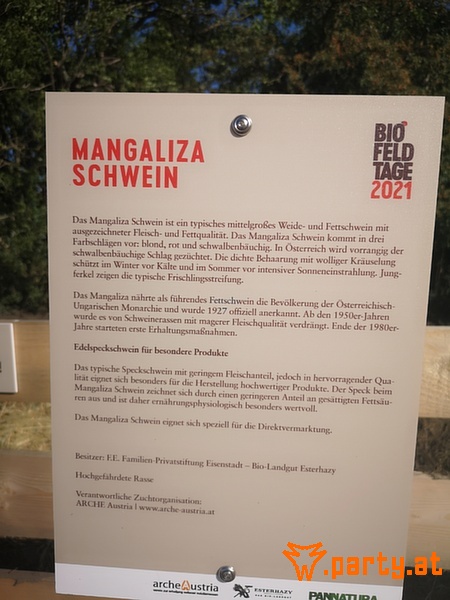 MANGALIZA
SCHWEIN
BIO
FELD
TAGE
2021
Das Mangaliza Schwein ist ein typisches mittelgroßes Weide- und Fettschwein mit
ausgezeichneter Fleisch- und Fettqualität. Das Mangaliza Schwein kommt in drei
Farbschlägen vor: blond, rot und schwalbenbäuchig. In Österreich wird vorrangig der
schwalbenbäuchige Schlag gezüchtet. Die dichte Behaarung mit wolliger Kräuselung
schützt im Winter vor Kälte und im Sommer vor intensiver Sonneneinstrahlung. Jung-
ferkel zeigen die typische Frischlingsstreifung.
Das Mangaliza nährte als führendes Fettschwein die Bevölkerung der Österreichisch-
Ungarischen Monarchie und wurde 1927 offiziell anerkannt. Ab den 1950er-Jahren
wurde es von Schweinerassen mit magerer Fleischqualität verdrängt. Ende der 1980er-
Jahre starteten erste Erhaltungsmaßnahmen.
Edelspeckschwein für besondere Produkte
Das typische Speckschwein mit geringem Fleischanteil, jedoch in hervorragender Qua-
lität eignet sich besonders für die Herstellung hochwertiger Produkte. Der Speck beim
Mangaliza Schwein zeichnet sich durch einen geringeren Anteil an gesättigten Fettsäu-
ren aus und ist daher ernährungsphysiologisch besonders wertvoll.
Das Mangaliza Schwein eignet sich speziell für die Direktvermarktung.
Besitzer: F.E. Familien-Privatstiftung Eisenstadt – Bio-Landgut Esterhazy
Hochgefährdete Rasse
Verantwortliche Zuchtorganisation:
ARCHE Austria | www.arche-austria.at
archeAustria
ESTERHAZY
PANNATURA
.party.at